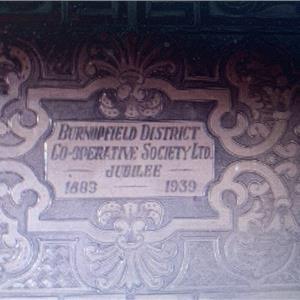 BURNOPFIELD DISTRICT
CO-OPERATIVE SOCIETY LTD.
JUBILEE
1889 1939